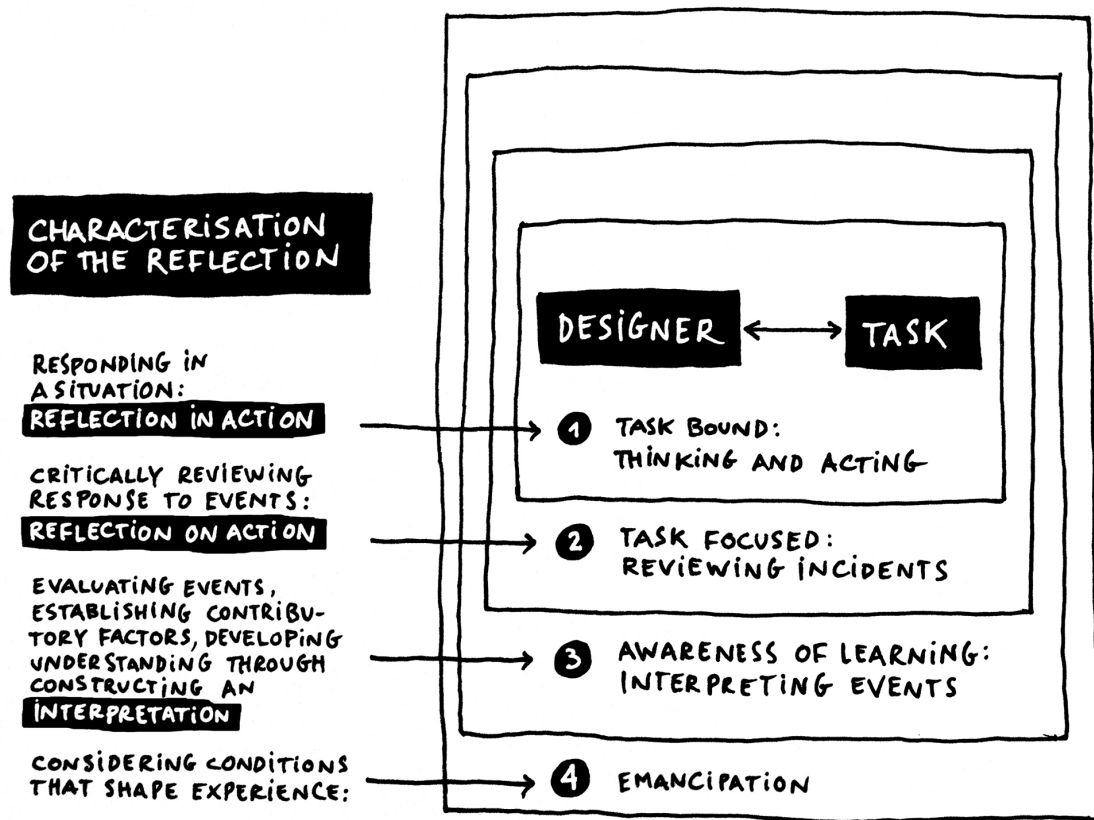 CHARACTERISATION
OF THE REFLECTION
RESPONDING IN
A SITUATION:
REFLECTION IN ACTION
CRITICALLY REVIEWING
RESPONSE TO EVENTS:
REFLECTION ON ACTION
EVALUATING EVENTS,
ESTABLISHING CONTRIBU-
TORY FACTORS, DEVELOPING
UNDERSTANDING THROUGH
CONSTRUCTING AN
INTERPRETATION
CONSIDERING CONDITIONS
THAT SHAPE EXPERIENCE:
DESIGNER
TASK
1 TASK BOUND:
THINKING AND ACTING
2 TASK FOCUSED:
REVIEWING INCIDENTS
3 AWARENESS OF LEARNING:
INTERPRETING EVENTS
4 EMANCIPATION